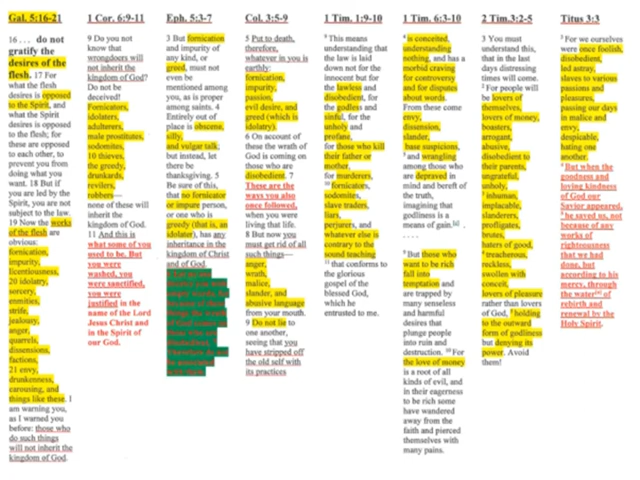 Gal. 5:16-21
16… do not
gratify the
desires of the
flesh. 17 For
what the flesh
desires is opposed
to the Spirit, and
what the Spirit
desires is opposed
to the flesh; for
these are opposed
to each other, to
prevent you from
doing what you
want. 18 But if
you are led by the
Spirit, you are not
subject to the law.
19 Now the works
of the flesh are
obvious:
fornication,
impurity,
licentiousness,
20 idolatry,
sorcery,
enmities,
strife,
jealousy,
anger,
quarrels,
dissensions,
factions,
21 envy,
drunkenness,
carousing, and
things like these. I
am warning you,
as I warned you
before: those who
do such things
will not inherit the
kingdom of God.
1 Cor. 6:9-11
9 Do you not
know that
wrongdoers will
not inherit the
kingdom of God?
Do not be
deceived!
Fornicators,
idolaters,
adulterers,
male prostitutes,
sodomites,
10 thieves,
the greedy,
drunkards,
revilers,
robbers—
none of these will
inherit the
kingdom of God.
11 And this is
what some of you
used to be. But
you were
washed, you
were sanctified,
you were
justified in the
name of the Lord
Jesus Christ and
in the Spirit of
our God.
Eph. 5:3-7
3 But fornication
and impurity of
any kind, or
greed, must not
even be
mentioned among
you, as is proper
among saints. 4
Entirely out of
place is obscene,
silly,
and vulgar talk;
but instead, let
there be
thanksgiving. 5
Be sure of this,
that no fornicator
or impure person,
or one who is
greedy (that is, an
idolater), has any
inheritance in the
kingdom of Christ
and of God.
Col. 3:5-9
5 Put to death,
therefore,
whatever in you is
earthly:
fornication,
impurity,
passion,
evil desire, and
greed (which is
idolatry).
6 On account of
these the wrath of
God is coming on
those who are
disobedient. 7
These are the
ways you also
once followed,
when you were
living that life.
8 But now you
must get rid of all
such things—
anger,
wrath,
malice,
slander, and
abusive language
from your mouth.
9 Do not lie to
one another,
seeing that you
have stripped off
the old self with
its practices
1 Tim. 1:9-10
9 This means
understanding that
the law is laid
down not for the
innocent but for
the lawless and
disobedient, for
the godless and
sinful, for the
unholy and
profane,
for those who kill
their father or
mother,
for murderers,
10 fornicators,
sodomites,
slave traders,
liars,
perjurers, and
whatever else is
contrary to the
sound teaching
11 that conforms to
the glorious
gospel of the
blessed God,
which he
entrusted to me.
1 Tim. 6:3-10
4 is conceited,
understanding
nothing, and has a
morbid craving
for controversy
and for disputes
about words.
From these come
envy,
dissension,
slander,
base suspicions,
5 and wrangling
among those who
are depraved in
mind and bereft of
the truth,
imagining that
godliness is a
means of gain.
. . . .
9 But those who
want to be rich
fall into
temptation and
are trapped by
many senseless
and harmful
desires that
plunge people
into ruin and
destruction. 10 For
the love of money
is a root of all
kinds of evil, and
in their eagerness
to be rich some
have wandered
away from the
faith and pierced
themselves with
many pains.
2 Tim.3:2-5
3 You must
understand this,
that in the last
days distressing
times will come.
2 For people will
be lovers of
themselves,
lovers of money,
boasters,
arrogant,
abusive,
disobedient to
their parents,
ungrateful,
unholy,
3 inhuman,
implacable,
slanderers,
profligates,
brutes,
haters of good,
4 treacherous,
reckless,
swollen with
conceit,
lovers of pleasure
rather than lovers
of God, 5 holding
to the outward
form of godliness
but denying its
power. Avoid
them!
Titus 3:3
3 For we ourselves
were once foolish,
disobedient,
led astray,
slaves to various
passions and
pleasures,
passing our days
in malice and
envy,
despicable,
hating one
another.
4 But when the
goodness and
loving kindness
of God our
Savior appeared,
5 he saved us, not
because of any
works of
righteousness
that we had
done, but
according to his
mercy, through
the water of
rebirth and
renewal by the
Holy Spirit.